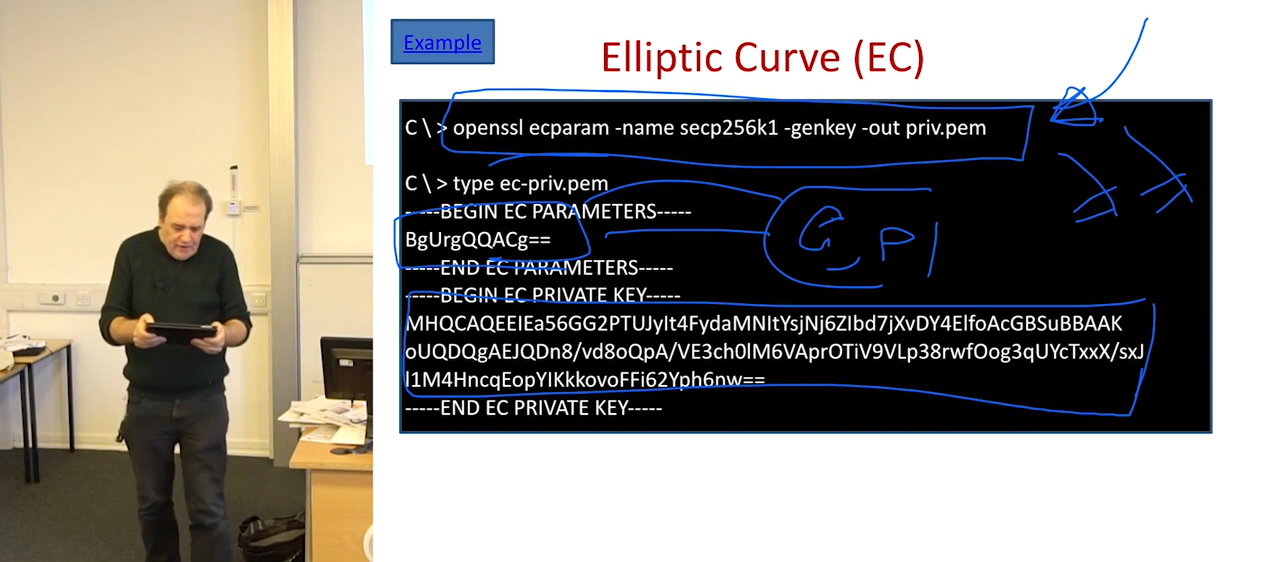 Example
Elliptic Curve (EC)
C \ > openssl ecparam -name secp256k1 -genkey -out priv.pem
C \ > type ec-priv.pem
-----BEGIN EC PARAMETERS-----
BgUrgQQACg==
-----END EC PARAMETERS-----
-----BEGIN EC PRIVATE KEY-----
MHQCAQEEIEa56GG2PTUJyIt4FydaMNItYsjNj6ZIbd7jXvDY4ElfoAcGBSuBBAAK
oUQDQgAEJQDn8/vd8oQpA/VE3ch0lM6VAprOTiV9VLp38rwfOog3qUYcTxxX/sxJ
l1M4HncqEopYIKkkovoFFi62Yph6nw==
-----END EC PRIVATE KEY-----
G, P